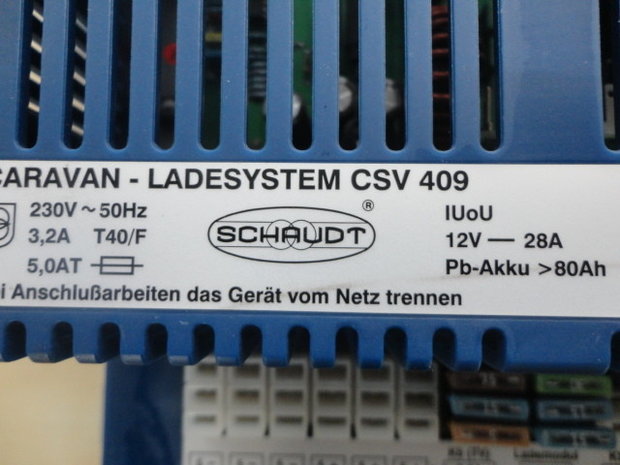 CARAVAN - LADESYSTEM CSV 409
230V ~ 50Hz
3,2A T40/F
5,0AT
SCHAUDT ®
IUoU
12V — 28A
Pb-Akku >80Ah
Anschlußarbeiten das Gerät vom Netz trennen
Lademodul